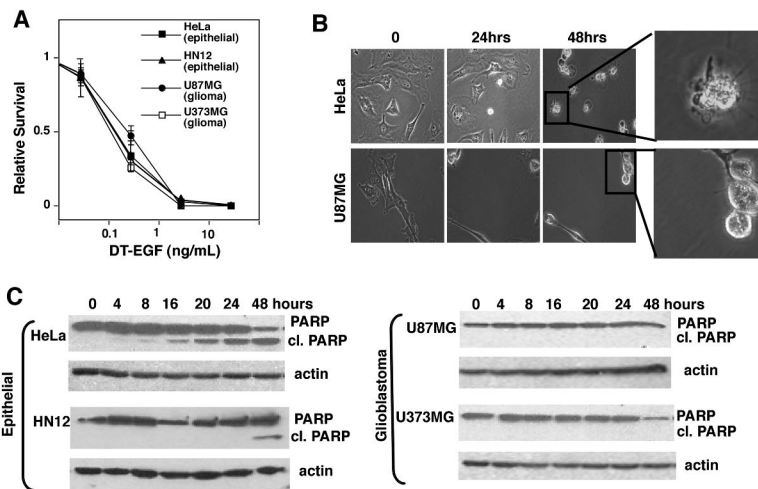 A
HeLa
(epithelial)
HN12
(epithelial)
U87MG
(glioma)
U373MG
(glioma)
Relative Survival
1
0.5
0
0.1 1 10
DT-EGF (ng/mL)
B
0 24hrs 48hrs
HeLa
U87MG
C
0 4 8 16 20 24 48 hours
Epithelial
HeLa
PARP
cl. PARP
actin
HN12
PARP
cl. PARP
actin
0 4 8 16 20 24 48 hours
Glioblastoma
U87MG
PARP
cl. PARP
actin
U373MG
PARP
cl. PARP
actin